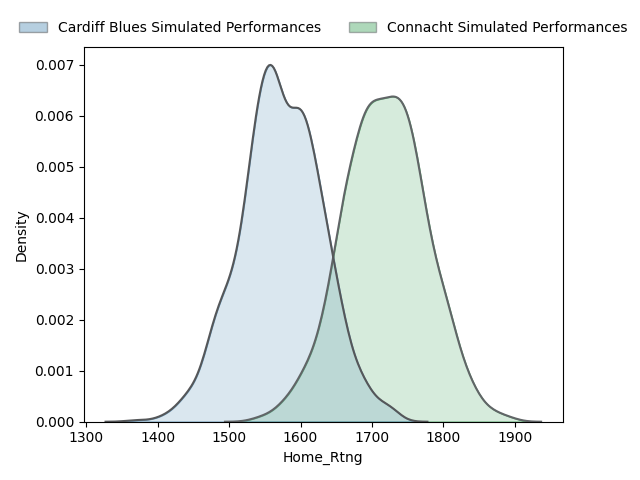 Cardiff Blues Simulated Performances Connacht Simulated Performances
0.007
0.006
0.005
0.004
0.003
0.002
0.001
0.000
Density
1300 1400 1500 1600 1700 1800 1900
Home_Rtng